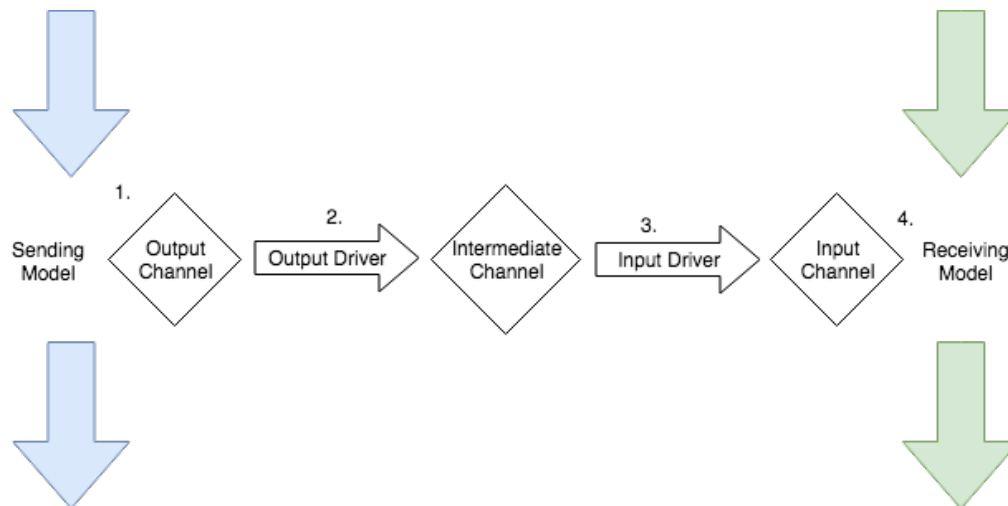 1.
2.
3.
4.
Sending
Model
Output
Channel
Output Driver
Intermediate
Channel
Input Driver
Input
Channel
Receiving
Model